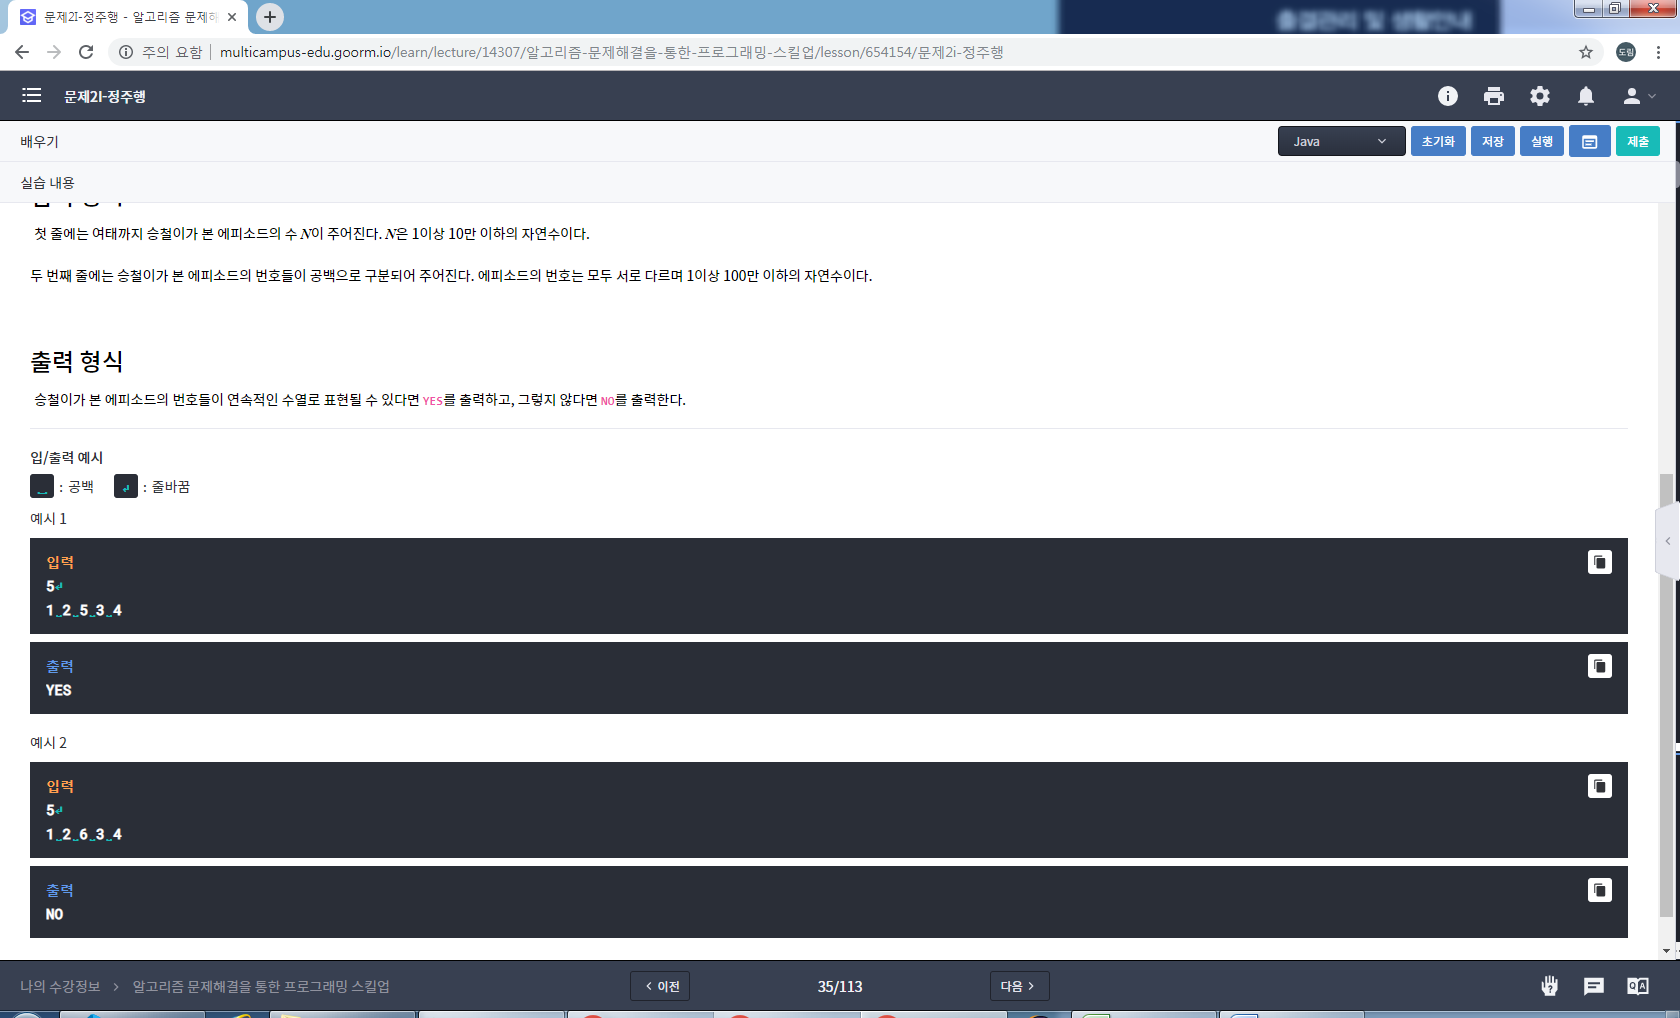 문제2I-정주행 - 알고리즘 문제해
주의 요함 | multicampus-edu.goorm.io/learn/lecture/14307/알고리즘-문제해결을-통한-프로그래밍-스킬업/lesson/654154/문제2i-정주행
도림
문제2I-정주행
배우기
Java
초기화
저장
실행
제출
실습 내용
첫 줄에는 여태까지 승철이가 본 에피소드의 수 N이 주어진다. N은 1이상 10만 이하의 자연수이다.
두 번째 줄에는 승철이가 본 에피소드의 번호들이 공백으로 구분되어 주어진다. 에피소드의 번호는 모두 서로 다르며 1이상 100만 이하의 자연수이다.
출력 형식
승철이가 본 에피소드의 번호들이 연속적인 수열로 표현될 수 있다면 YES를 출력하고, 그렇지 않다면 NO를 출력한다.
입/출력 예시
␣ : 공백 ↵ : 줄바꿈
예시 1
입력
5↵
1␣2␣5␣3␣4
출력
YES
예시 2
입력
5↵
1␣2␣6␣3␣4
출력
NO
나의 수강정보 > 알고리즘 문제해결을 통한 프로그래밍 스킬업
< 이전
35/113
다음 >